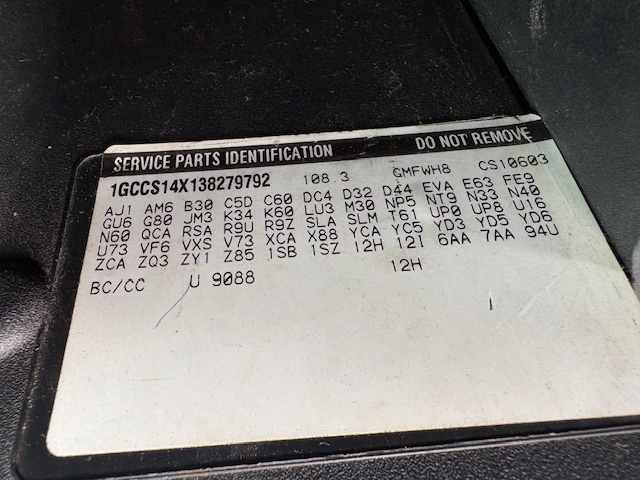 SERVICE PARTS IDENTIFICATION DO NOT REMOVE
1GCCS14X138279792 108.3 GMFWH8 CS10603
AJ1 AM6 B30 C5D C60 DC4 D32 D44 EVA E63 FE9
GU6 G80 JM3 K34 K60 LU3 M30 NP5 NT9 N33 N40
N60 QCA RSA R9U R9Z SLA SLM T61 UP0 UP8 U16
U73 VF6 VXS V73 XCA X88 YCA YC5 YD3 YD5 YD6
ZCA ZQ3 ZY1 Z85 1SB 1SZ 12H 12I 6AA 7AA 94U
BC/CC U 9088 12H